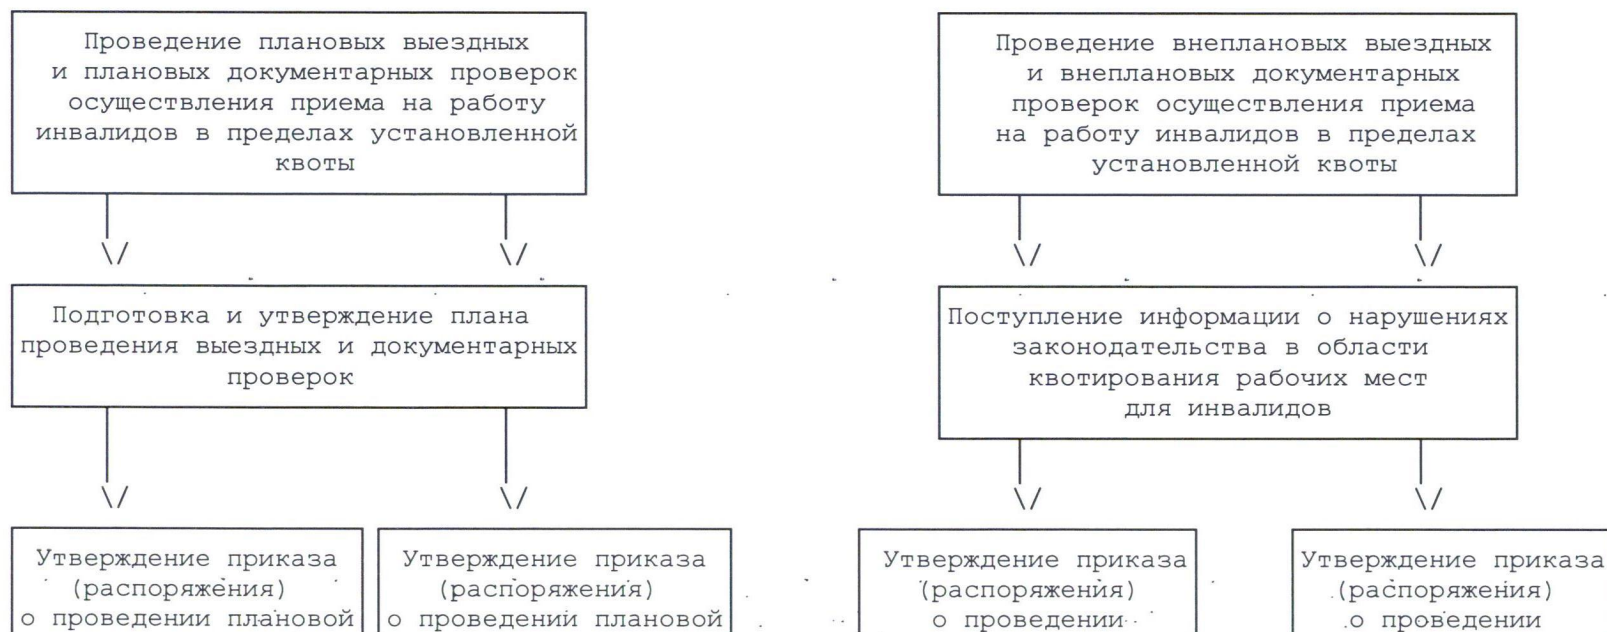 Проведение плановых выездных
и плановых документарных проверок
осуществления приема на работу
инвалидов в пределах установленной
квоты
Проведение внеплановых выездных
и внеплановых документарных
проверок осуществления приема
на работу инвалидов в пределах
установленной квоты
Подготовка и утверждение плана
проведения выездных и документарных
проверок
Поступление информации о нарушениях
законодательства в области
квотирования рабочих мест
для инвалидов
Утверждение приказа
(распоряжения)
о проведении плановой
Утверждение приказа
(распоряжения)
о проведении плановой
Утверждение приказа
(распоряжения)
о проведении
Утверждение приказа
(распоряжения)
о проведении